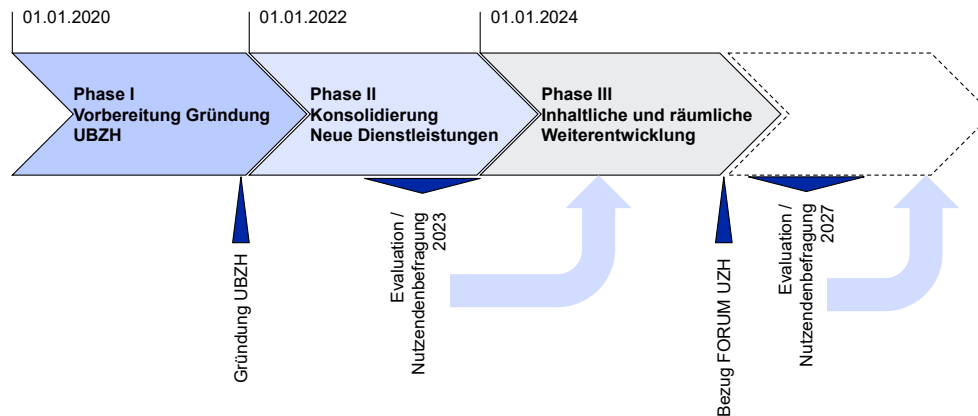 01.01.2020
01.01.2022
01.01.2024
Phase I
Vorbereitung Gründung
UBZH
Phase II
Konsolidierung
Neue Dienstleistungen
Phase III
Inhaltliche und räumliche
Weiterentwicklung
Gründung UBZH
Evaluation /
Nutzendenbefragung
2023
Bezug FORUM UZH
Evaluation /
Nutzendenbefragung
2027